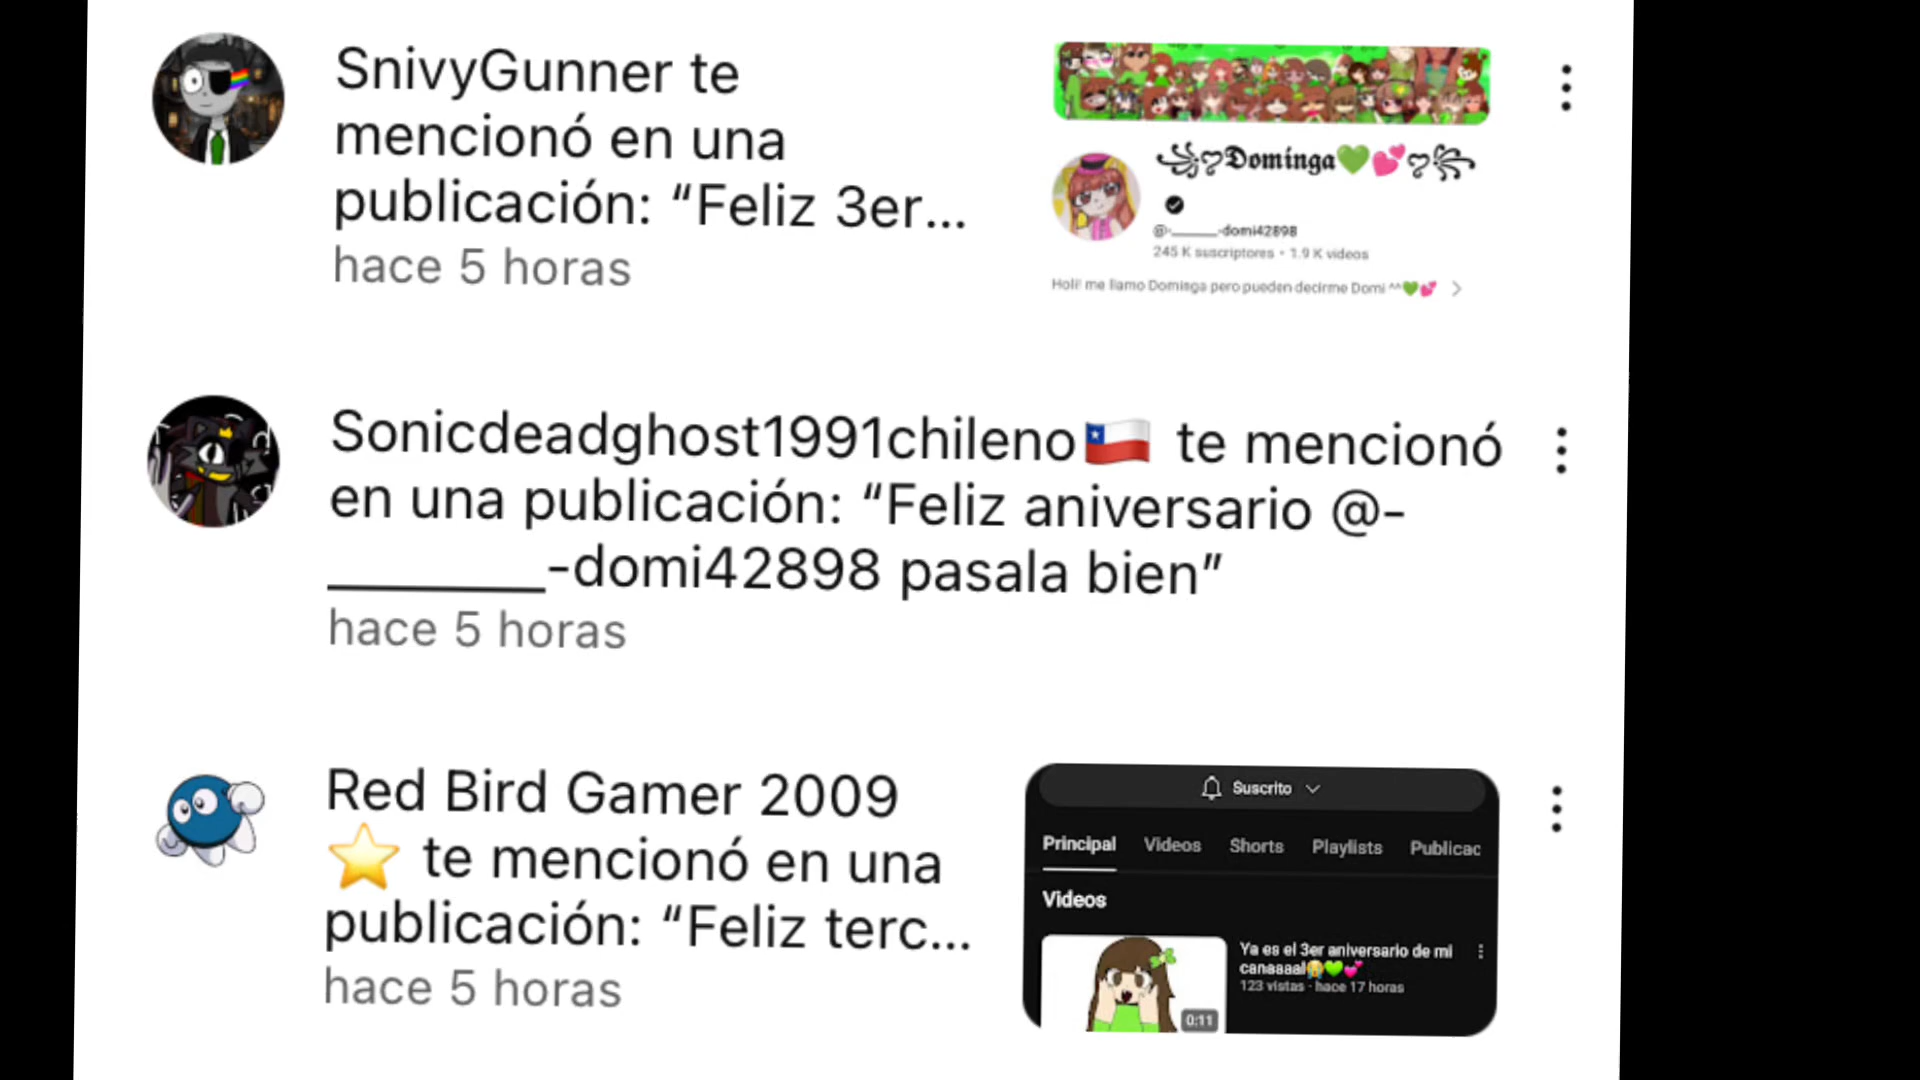 SnivyGunner te
mencionó en una
publicación: “Feliz 3er...
hace 5 horas
Dominga💚💕
@-______-domi42898
245 K suscriptores • 1.9 K videos
Holi! me llamo Dominga pero pueden decirme Domi ^^💚💕
Sonicdeadghost1991chileno🇨🇱 te mencionó
en una publicación: “Feliz aniversario @-
_______-domi42898 pasala bien”
hace 5 horas
Red Bird Gamer 2009
⭐ te mencionó en una
publicación: “Feliz terc...
hace 5 horas
Suscrito
Principal Videos Shorts Playlists Publicac
Videos
Ya es el 3er aniversario de mi
canaaaal😭💚💕
123 vistas · hace 17 horas
0:11